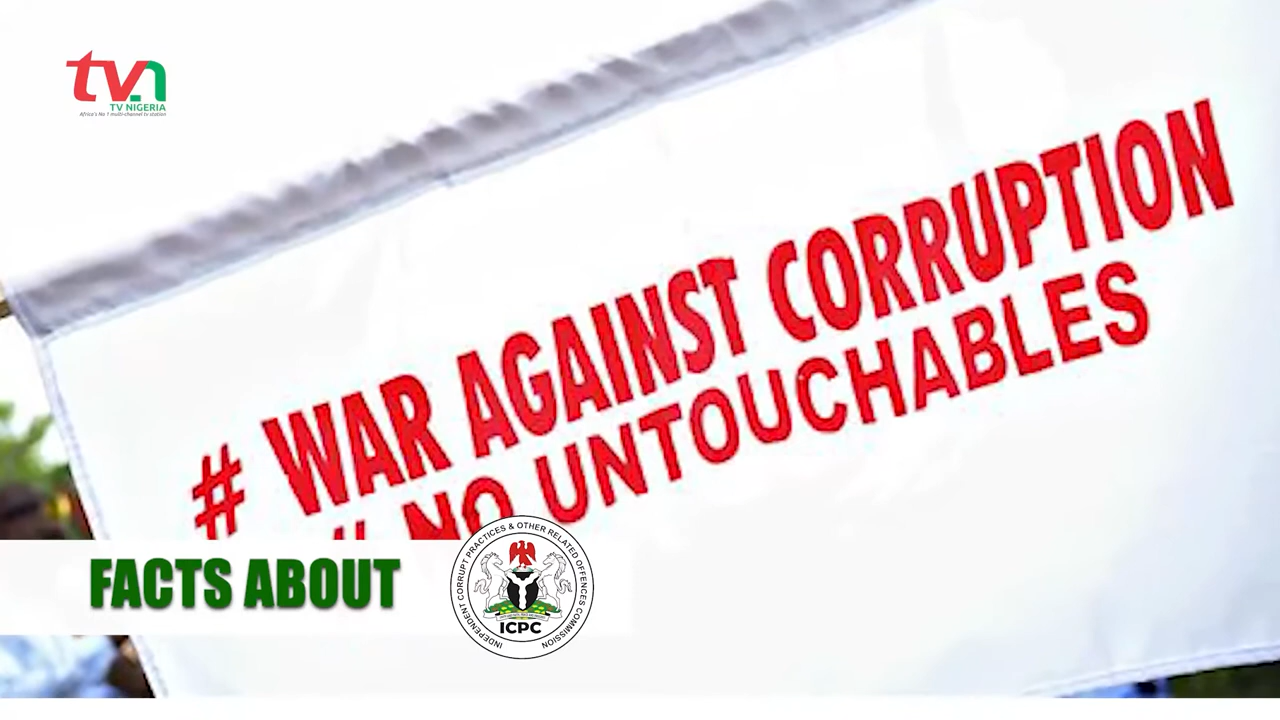 tvn
TV NIGERIA
Africa's No 1 multi-channel tv station
# WAR AGAINST CORRUPTION
# NO UNTOUCHABLES
FACTS ABOUT
INDEPENDENT CORRUPT PRACTICES & OTHER RELATED OFFENCES COMMISSION
ICPC